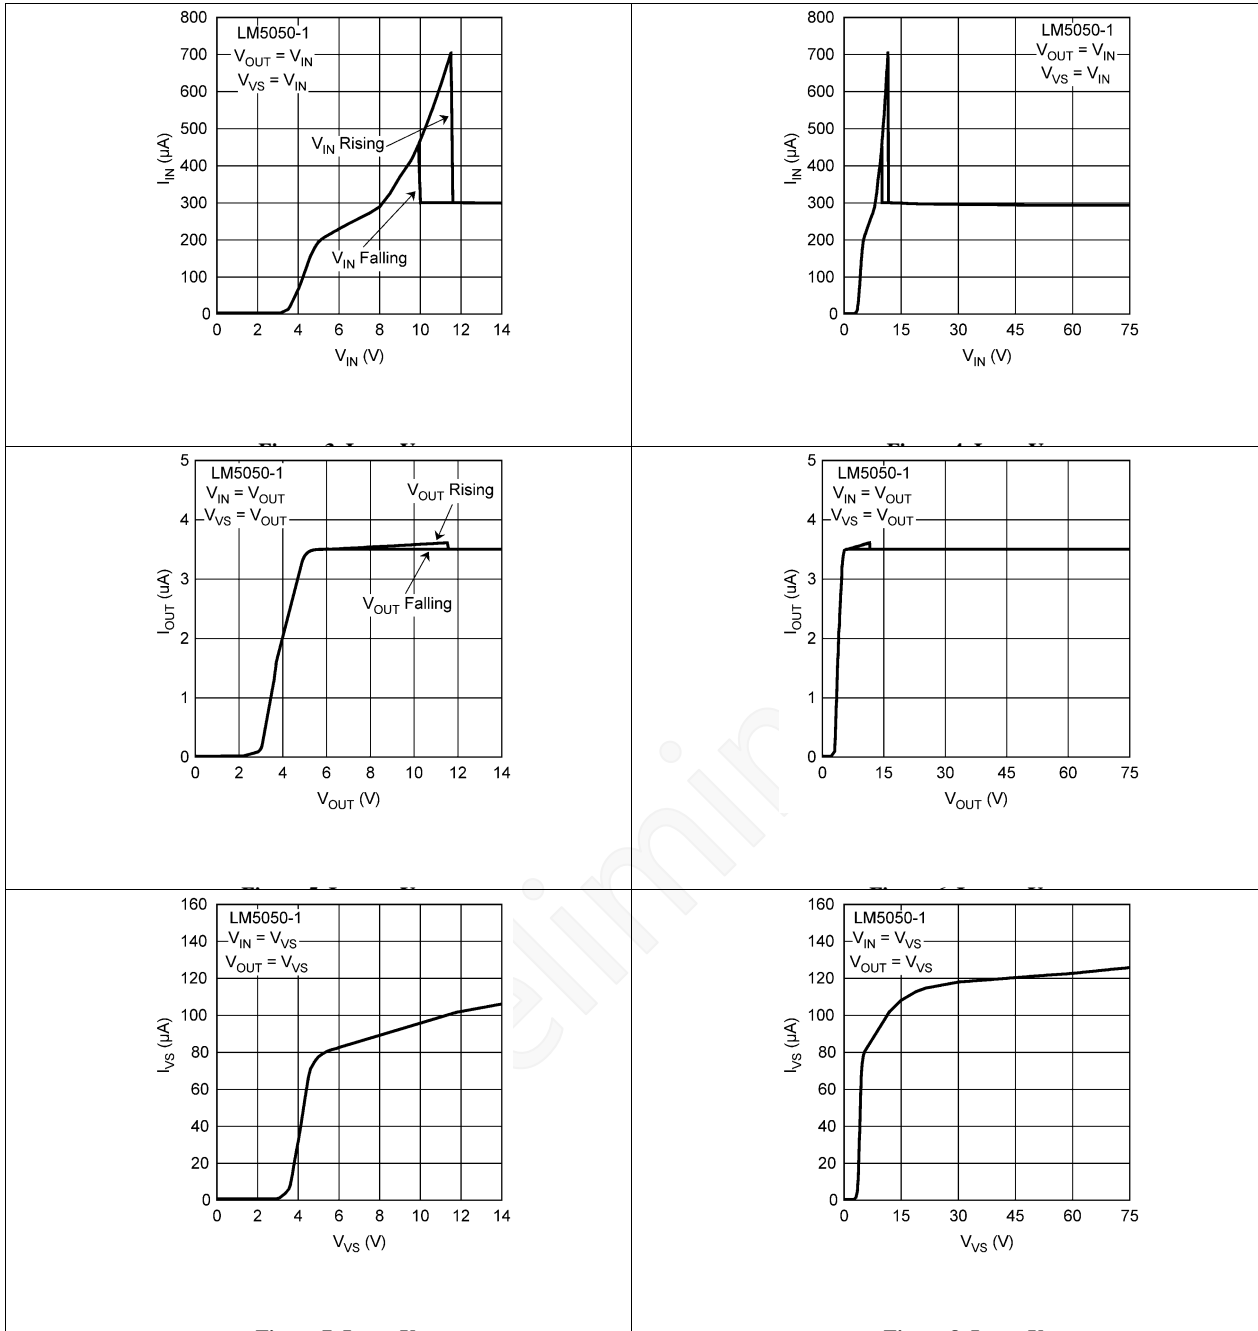 800
700
600
500
400
300
200
100
0
I_IN (µA)
LM5050-1
V_OUT = V_IN
V_VS = V_IN
V_IN Rising
V_IN Falling
0 2 4 6 8 10 12 14
V_IN (V)
800
700
600
500
400
300
200
100
0
I_IN (µA)
LM5050-1
V_OUT = V_IN
V_VS = V_IN
0 15 30 45 60 75
V_IN (V)
5
4
3
2
1
0
I_OUT (uA)
LM5050-1
V_IN = V_OUT
V_VS = V_OUT
V_OUT Rising
V_OUT Falling
0 2 4 6 8 10 12 14
V_OUT (V)
5
4
3
2
1
0
I_OUT (uA)
LM5050-1
V_IN = V_OUT
V_VS = V_OUT
0 15 30 45 60 75
V_OUT (V)
160
140
120
100
80
60
40
20
0
I_VS (µA)
LM5050-1
V_IN = V_VS
V_OUT = V_VS
0 2 4 6 8 10 12 14
V_VS (V)
160
140
120
100
80
60
40
20
0
I_VS (µA)
LM5050-1
V_IN = V_VS
V_OUT = V_VS
0 15 30 45 60 75
V_VS (V)